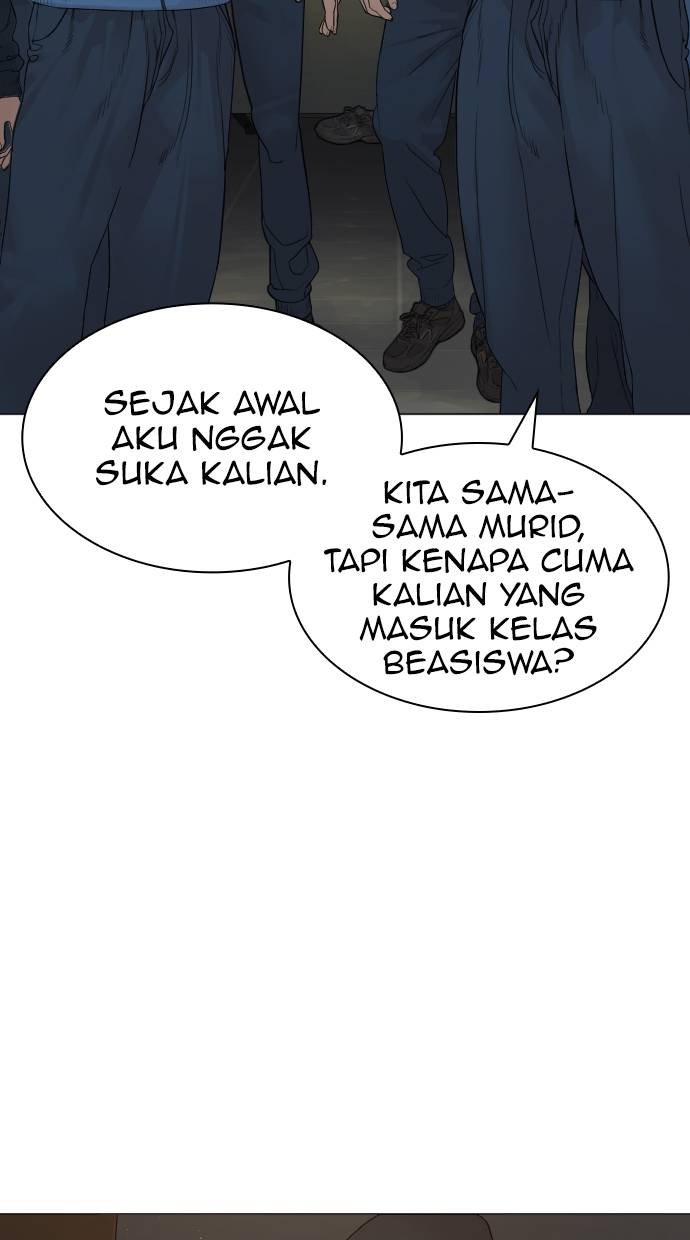 SEJAK AWAL
AKU NGGAK
SUKA KALIAN.
KITA SAMA-
SAMA MURID,
TAPI KENAPA CUMA
KALIAN YANG
MASUK KELAS
BEASISWA?